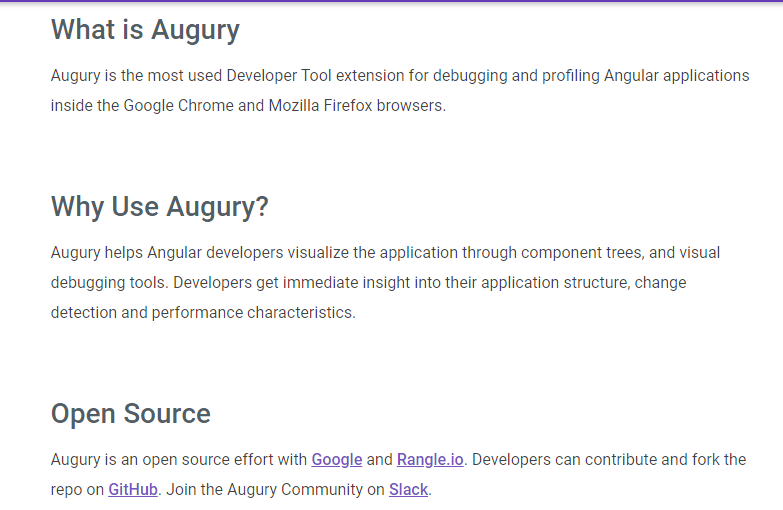 What is Augury
Augury is the most used Developer Tool extension for debugging and profiling Angular applications
inside the Google Chrome and Mozilla Firefox browsers.
Why Use Augury?
Augury helps Angular developers visualize the application through component trees, and visual
debugging tools. Developers get immediate insight into their application structure, change
detection and performance characteristics.
Open Source
Augury is an open source effort with Google and Rangle.io. Developers can contribute and fork the
repo on GitHub. Join the Augury Community on Slack.